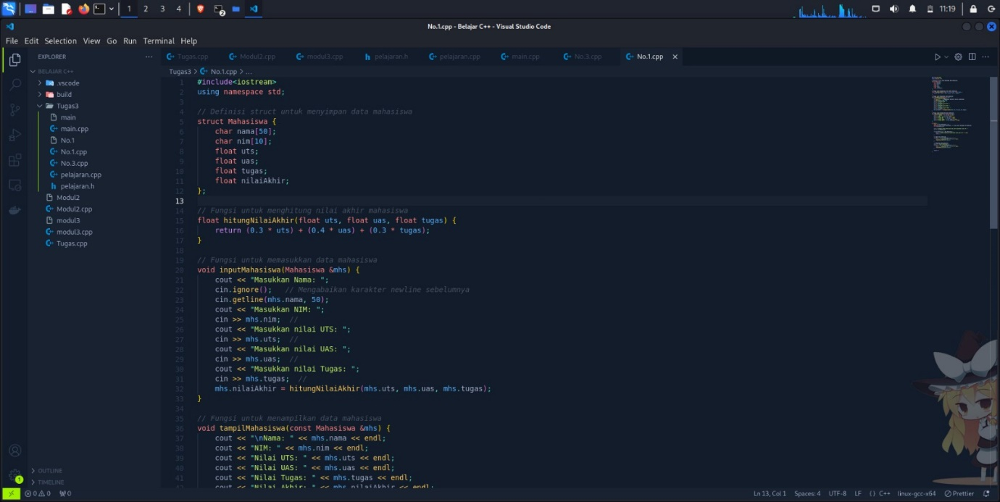 1 2 3 4 2 11:19
No.1.cpp - Belajar C++ - Visual Studio Code
File Edit Selection View Go Run Terminal Help
EXPLORER ...
Tugas.cpp Modul2.cpp modul3.cpp pelajaran.h pelajaran.cpp main.cpp No.3.cpp No.1.cpp
BELAJAR C++
.vscode
build
Tugas3
main
main.cpp
No.1
No.1.cpp
No.3.cpp
pelajaran.cpp
pelajaran.h
Modul2
Modul2.cpp
modul3
modul3.cpp
Tugas.cpp
OUTLINE
TIMELINE
Tugas3 > No.1.cpp > ...
1 #include<iostream>
2 using namespace std;
3
4 // Definisi struct untuk menyimpan data mahasiswa
5 struct Mahasiswa {
6 char nama[50];
7 char nim[10];
8 float uts;
9 float uas;
10 float tugas;
11 float nilaiAkhir;
12 };
13
14 // Fungsi untuk menghitung nilai akhir mahasiswa
15 float hitungNilaiAkhir(float uts, float uas, float tugas) {
16 return (0.3 * uts) + (0.4 * uas) + (0.3 * tugas);
17 }
18
19 // Fungsi untuk memasukkan data mahasiswa
20 void inputMahasiswa(Mahasiswa &mhs) {
21 cout << "Masukkan Nama: ";
22 cin.ignore(); // Mengabaikan karakter newline sebelumnya
23 cin.getline(mhs.nama, 50);
24 cout << "Masukkan NIM: ";
25 cin >> mhs.nim; //
26 cout << "Masukkan nilai UTS: ";
27 cin >> mhs.uts; //
28 cout << "Masukkan nilai UAS: ";
29 cin >> mhs.uas; //
30 cout << "Masukkan nilai Tugas: ";
31 cin >> mhs.tugas; //
32 mhs.nilaiAkhir = hitungNilaiAkhir(mhs.uts, mhs.uas, mhs.tugas);
33 }
34
35 // Fungsi untuk menampilkan data mahasiswa
36 void tampilMahasiswa(const Mahasiswa &mhs) {
37 cout << "\nNama: " << mhs.nama << endl;
38 cout << "NIM: " << mhs.nim << endl;
39 cout << "Nilai UTS: " << mhs.uts << endl;
40 cout << "Nilai UAS: " << mhs.uas << endl;
41 cout << "Nilai Tugas: " << mhs.tugas << endl;
cout << "Nilai Akhir: " << mhs.nilaiAkhir << endl;
1
0 0 0 Ln 13, Col 1 Spaces: 4 UTF-8 LF {} C++ linux-gcc-x64 Prettier